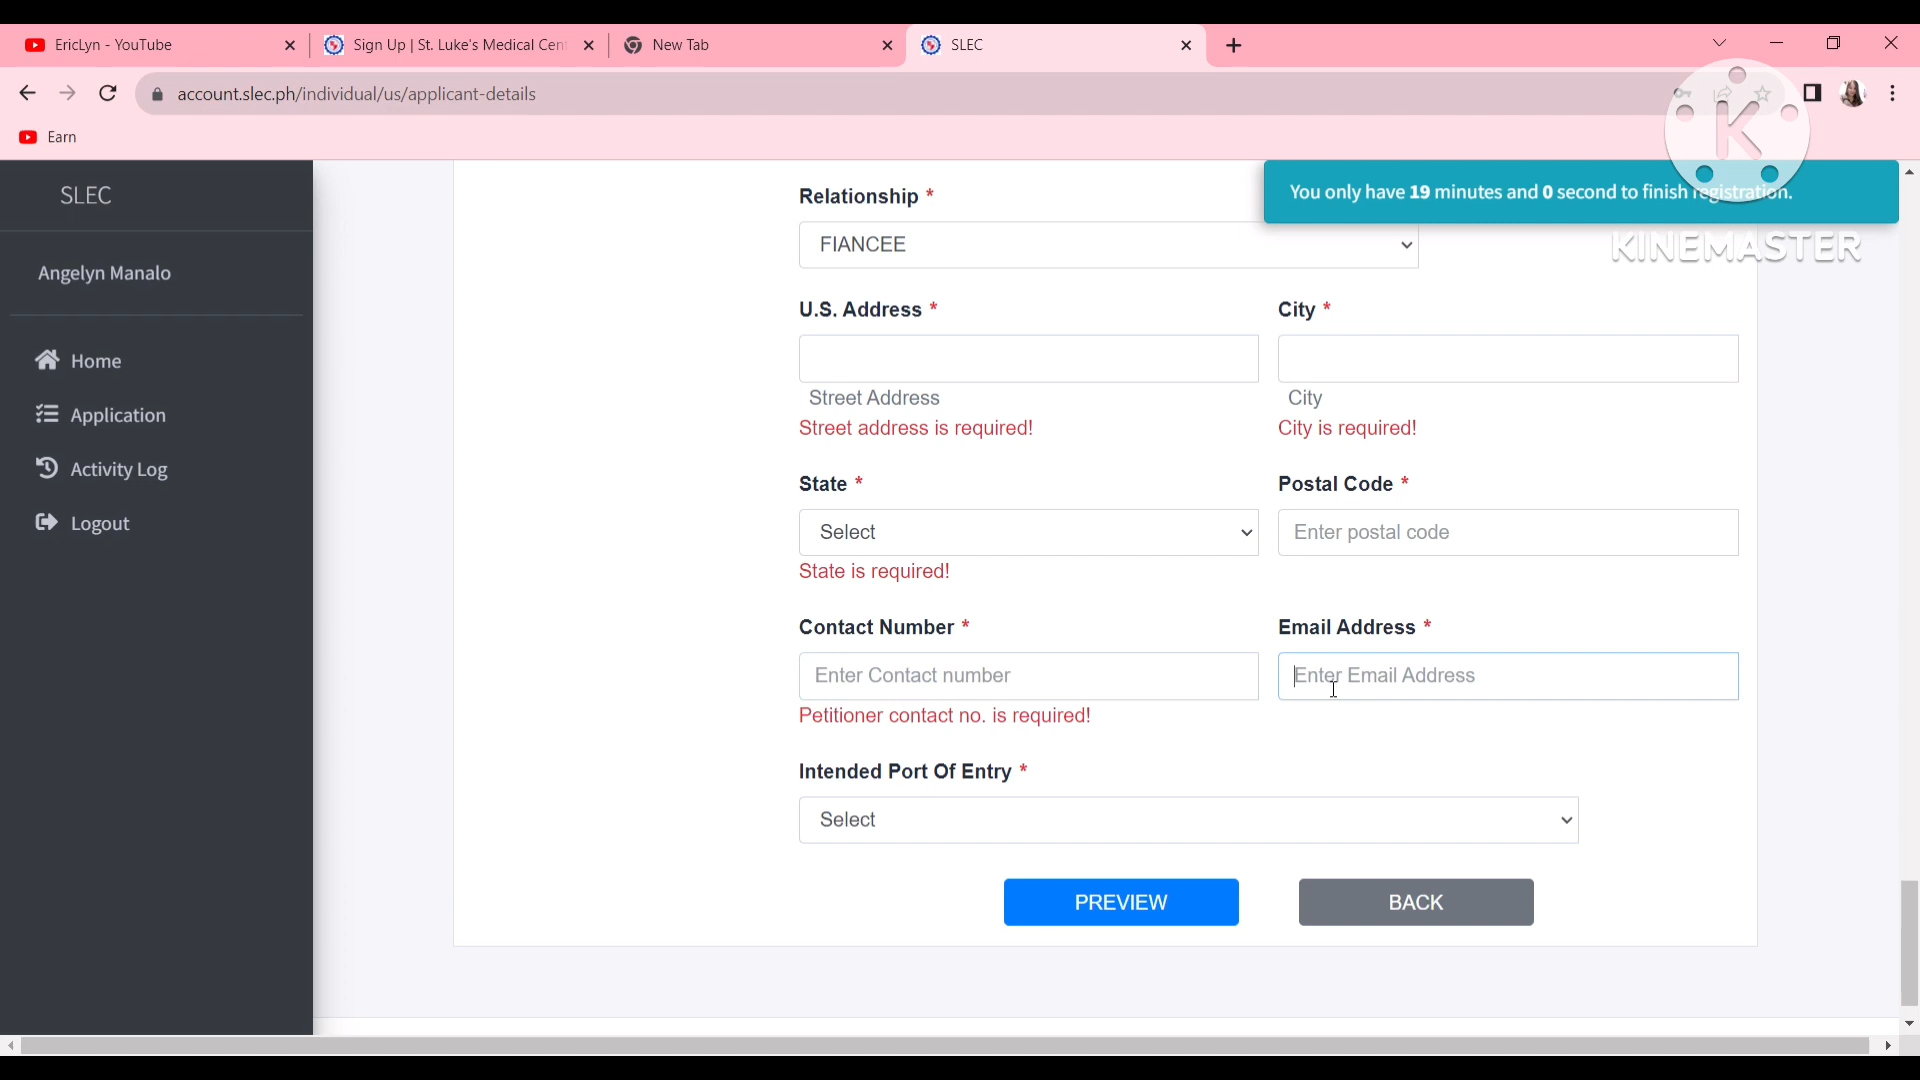 EricLyn - YouTube
Sign Up | St. Luke's Medical Cen
New Tab
SLEC
account.slec.ph/individual/us/applicant-details
Earn
K
KINEMASTER
SLEC
Angelyn Manalo
Home
Application
Activity Log
Logout
You only have 19 minutes and 0 second to finish registration.
Relationship *
FIANCEE
U.S. Address * City *
Street Address City
Street address is required! City is required!
State * Postal Code *
Select Enter postal code
State is required!
Contact Number * Email Address *
Enter Contact number Enter Email Address
Petitioner contact no. is required!
Intended Port Of Entry *
Select
PREVIEW BACK